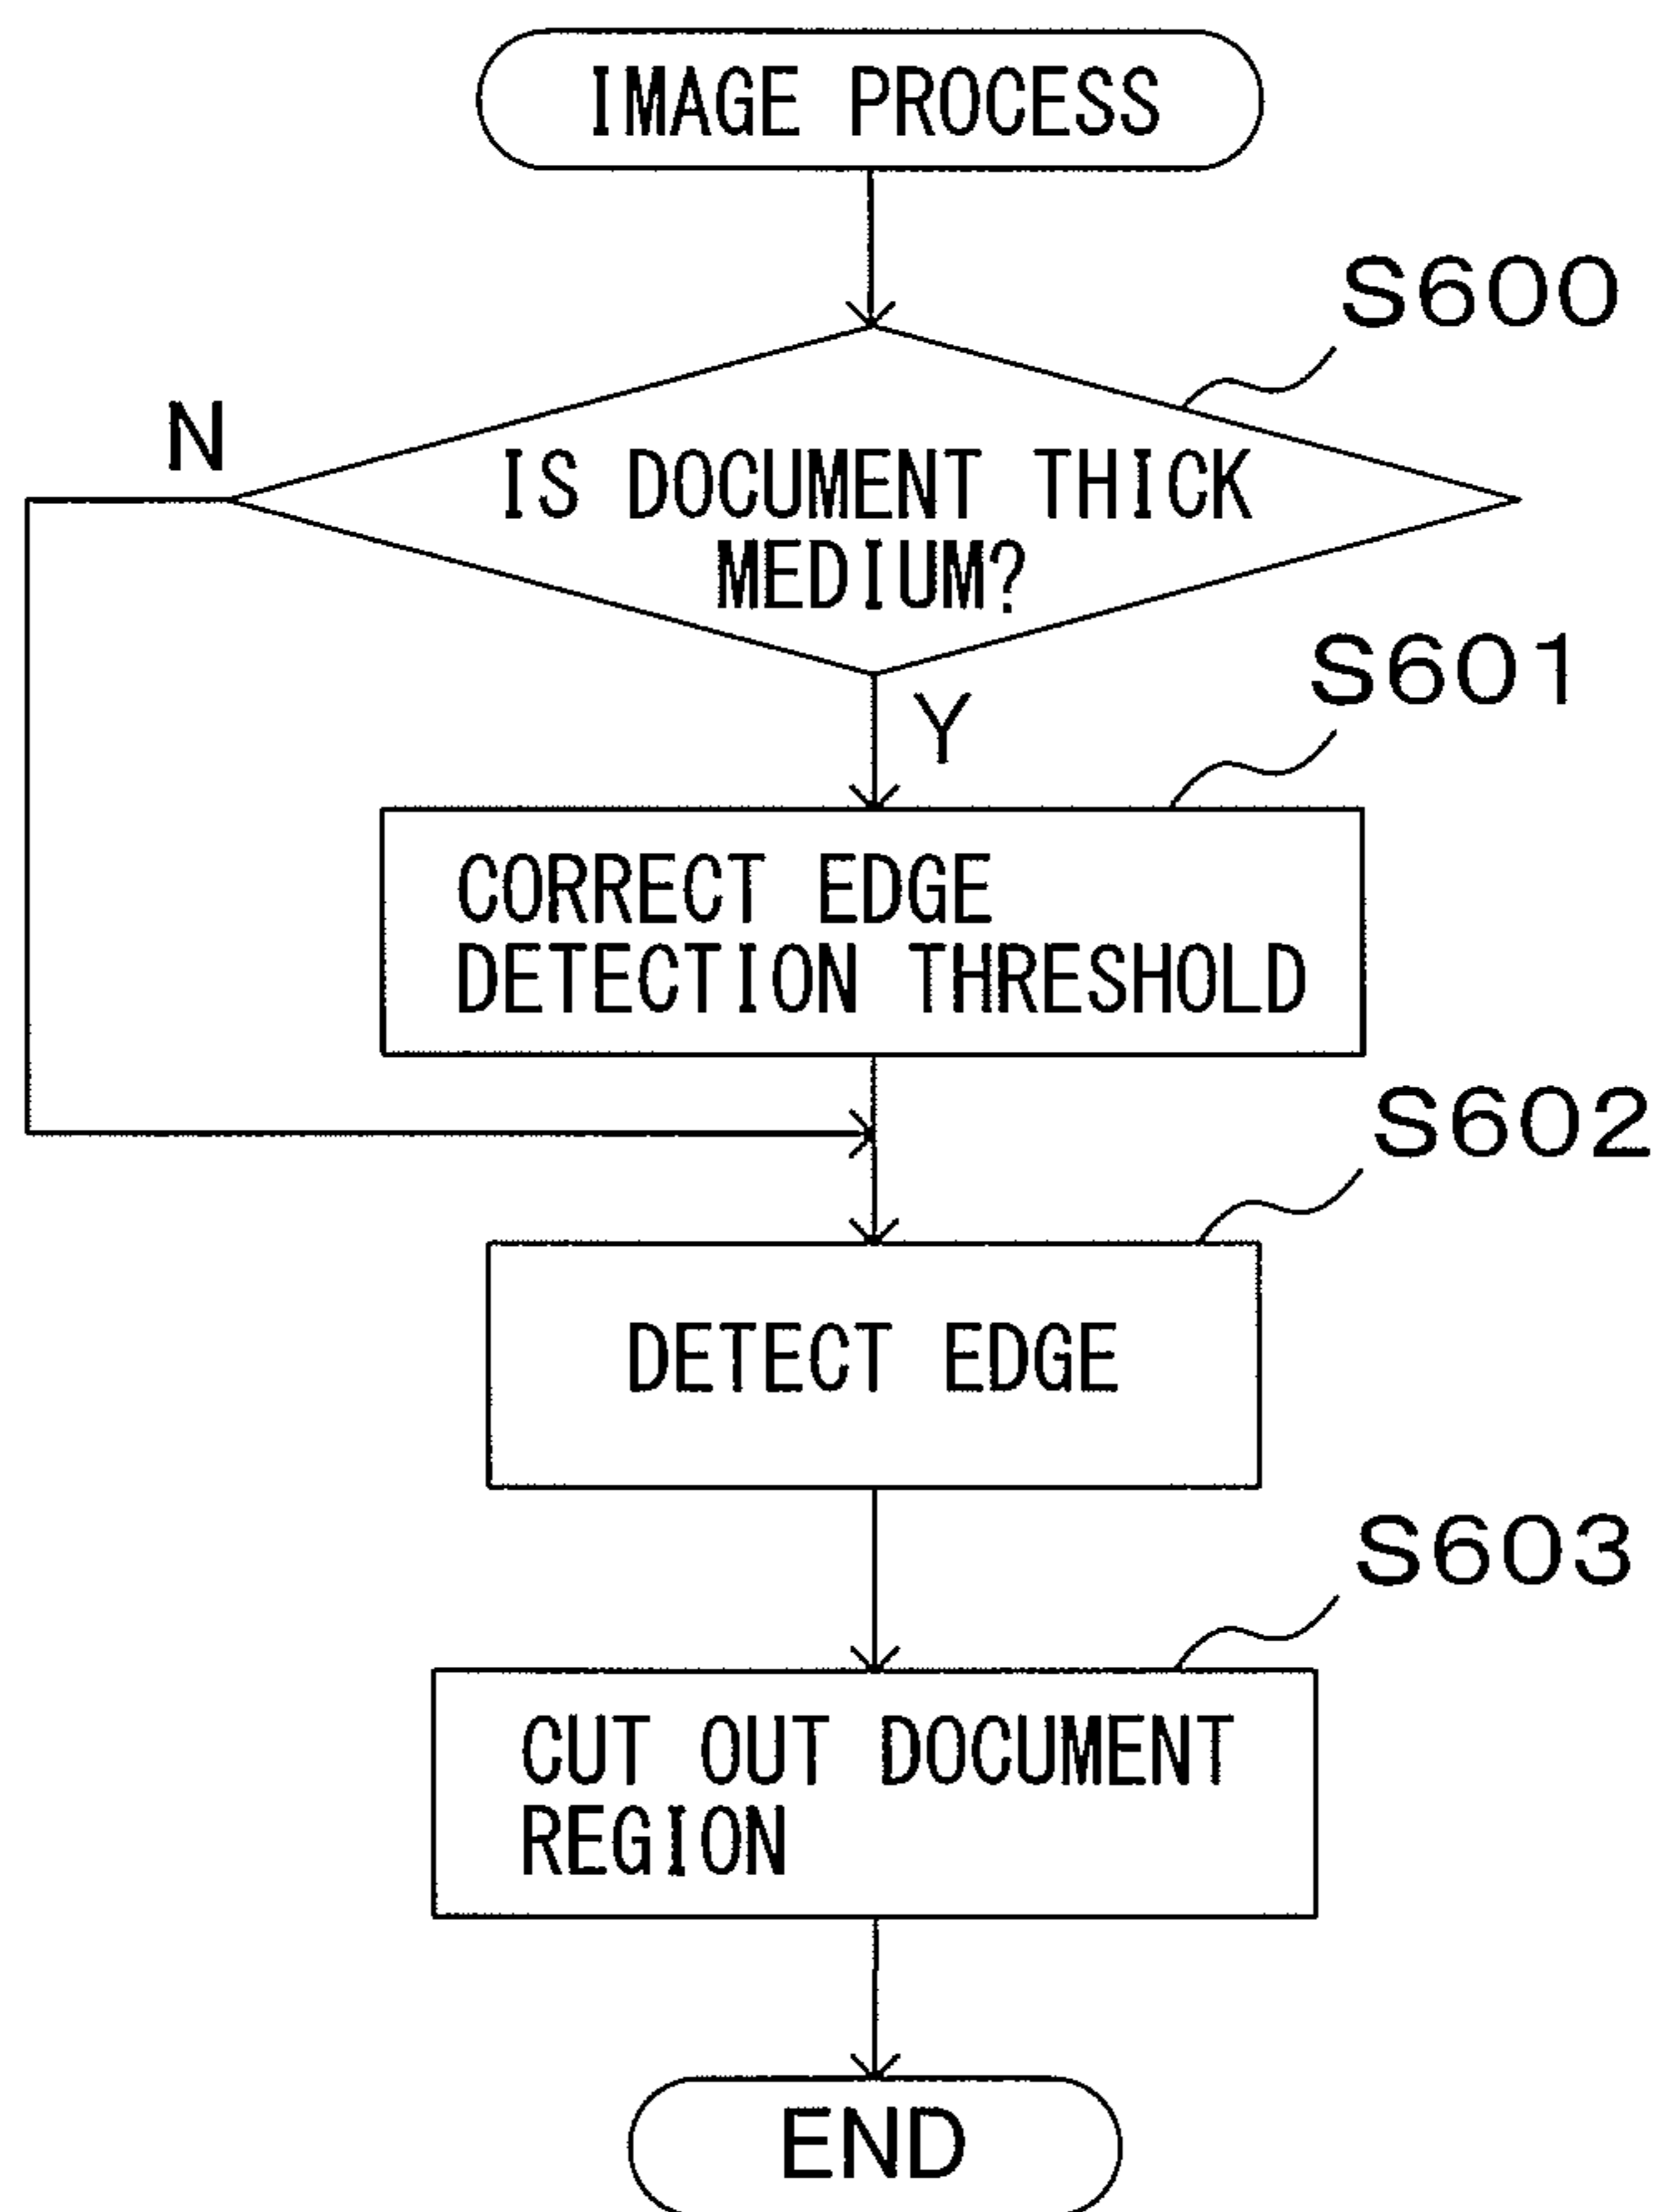 IMAGE PROCESS
S600
N
IS DOCUMENT THICK
MEDIUM?
S601
Y
CORRECT EDGE
DETECTION THRESHOLD
S602
DETECT EDGE
S603
CUT OUT DOCUMENT
REGION
END